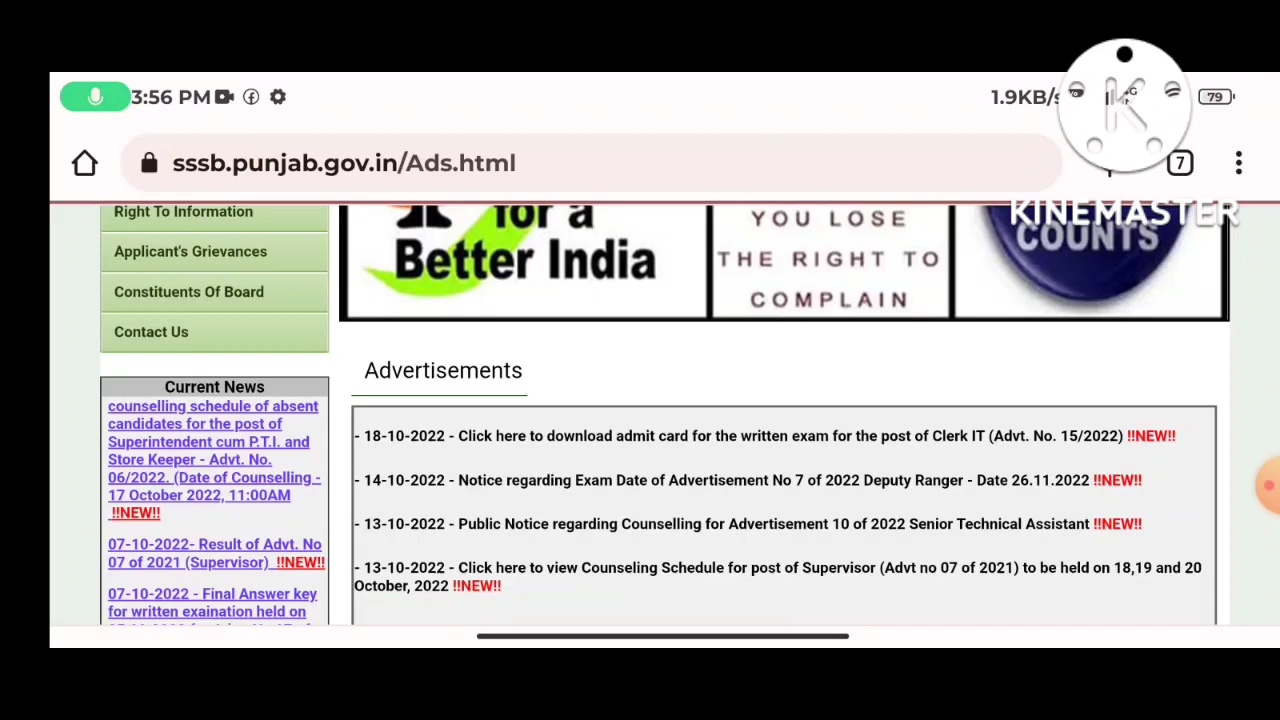 3:56 PM
1.9KB/s
79
sssb.punjab.gov.in/Ads.html
7
KINEMASTER
Right To Information
Applicant's Grievances
Constituents Of Board
Contact Us
for a
Better India
YOU LOSE
THE RIGHT TO
COMPLAIN
COUNTS
Current News
counselling schedule of absent
candidates for the post of
Superintendent cum P.T.I. and
Store Keeper - Advt. No.
06/2022. (Date of Counselling -
17 October 2022, 11:00AM
!!NEW!!
07-10-2022- Result of Advt. No
07 of 2021 (Supervisor) !!NEW!!
07-10-2022 - Final Answer key
for written exaination held on
Advertisements
- 18-10-2022 - Click here to download admit card for the written exam for the post of Clerk IT (Advt. No. 15/2022) !!NEW!!
- 14-10-2022 - Notice regarding Exam Date of Advertisement No 7 of 2022 Deputy Ranger - Date 26.11.2022 !!NEW!!
- 13-10-2022 - Public Notice regarding Counselling for Advertisement 10 of 2022 Senior Technical Assistant !!NEW!!
- 13-10-2022 - Click here to view Counseling Schedule for post of Supervisor (Advt no 07 of 2021) to be held on 18,19 and 20
October, 2022 !!NEW!!